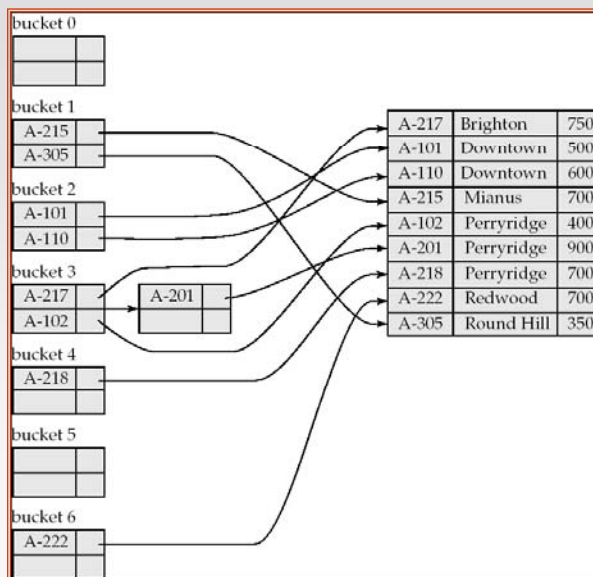 bucket 0
bucket 1
A-215
A-305
bucket 2
A-101
A-110
bucket 3
A-217
A-102
A-201
bucket 4
A-218
bucket 5
bucket 6
A-222
A-217 Brighton 750
A-101 Downtown 500
A-110 Downtown 600
A-215 Mianus 700
A-102 Perryridge 400
A-201 Perryridge 900
A-218 Perryridge 700
A-222 Redwood 700
A-305 Round Hill 350